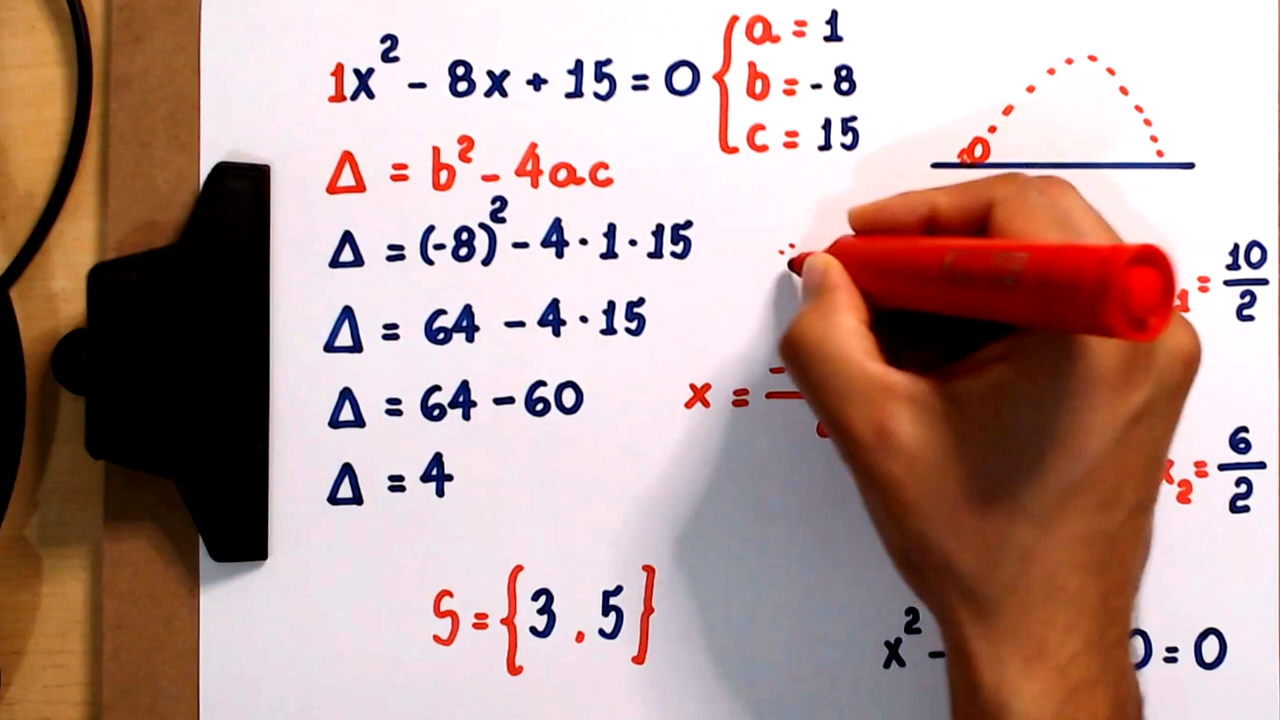 1x² - 8x + 15 = 0 { a = 1
b = - 8
c = 15
Δ = b² - 4ac
Δ = (-8)² - 4 · 1 · 15
Δ = 64 - 4 · 15
Δ = 64 - 60
Δ = 4
S = {3 . 5}
x =
1 = 10/2
x2 = 6/2
x² - 0 = 0